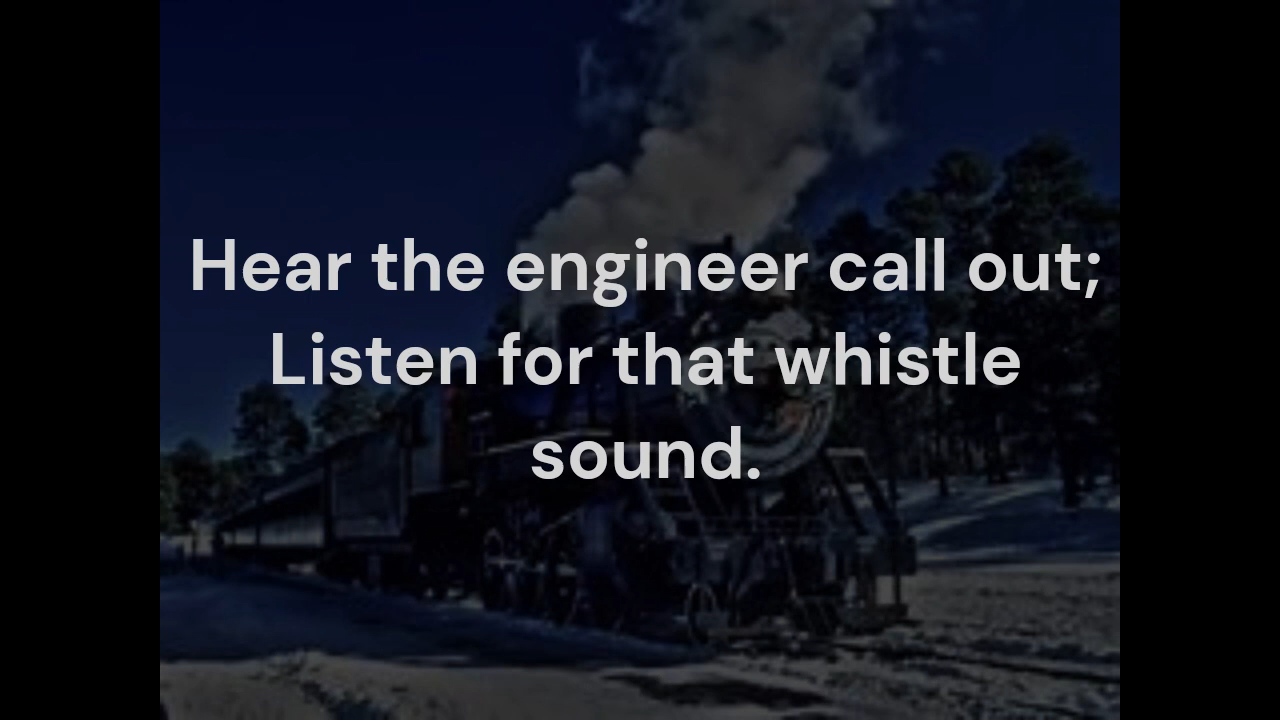 Hear the engineer call out;
Listen for that whistle
sound.